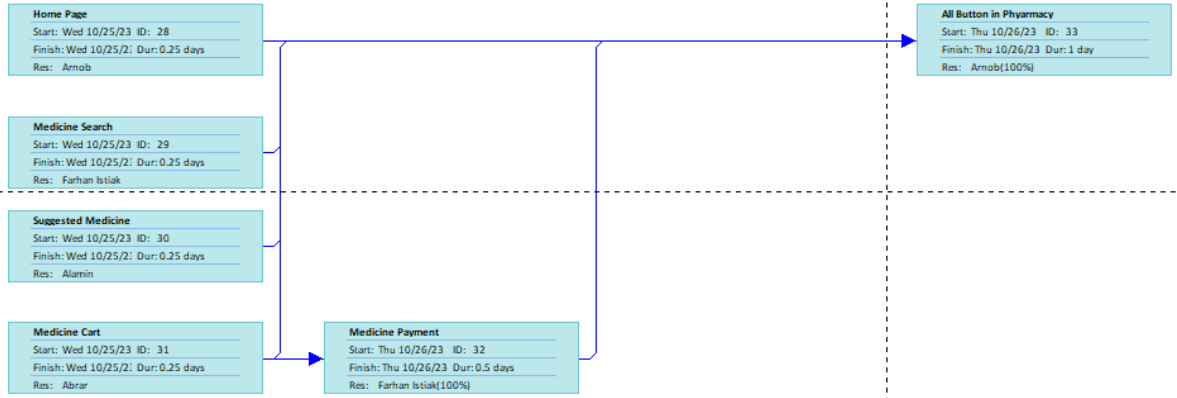 Home Page
Start: Wed 10/25/23 ID: 28
Finish: Wed 10/25/2: Dur: 0.25 days
Res: Arnob
All Button in Phyarmacy
Start: Thu 10/26/23 ID: 33
Finish: Thu 10/26/23 Dur: 1 day
Res: Arnob(100%)
Medicine Search
Start: Wed 10/25/23 ID: 29
Finish: Wed 10/25/2: Dur: 0.25 days
Res: Farhan Istiak
Suggested Medicine
Start: Wed 10/25/23 ID: 30
Finish: Wed 10/25/2: Dur: 0.25 days
Res: Alamin
Medicine Cart
Start: Wed 10/25/23 ID: 31
Finish: Wed 10/25/2: Dur: 0.25 days
Res: Abrar
Medicine Payment
Start: Thu 10/26/23 ID: 32
Finish: Thu 10/26/23 Dur: 0.5 days
Res: Farhan Istiak(100%)